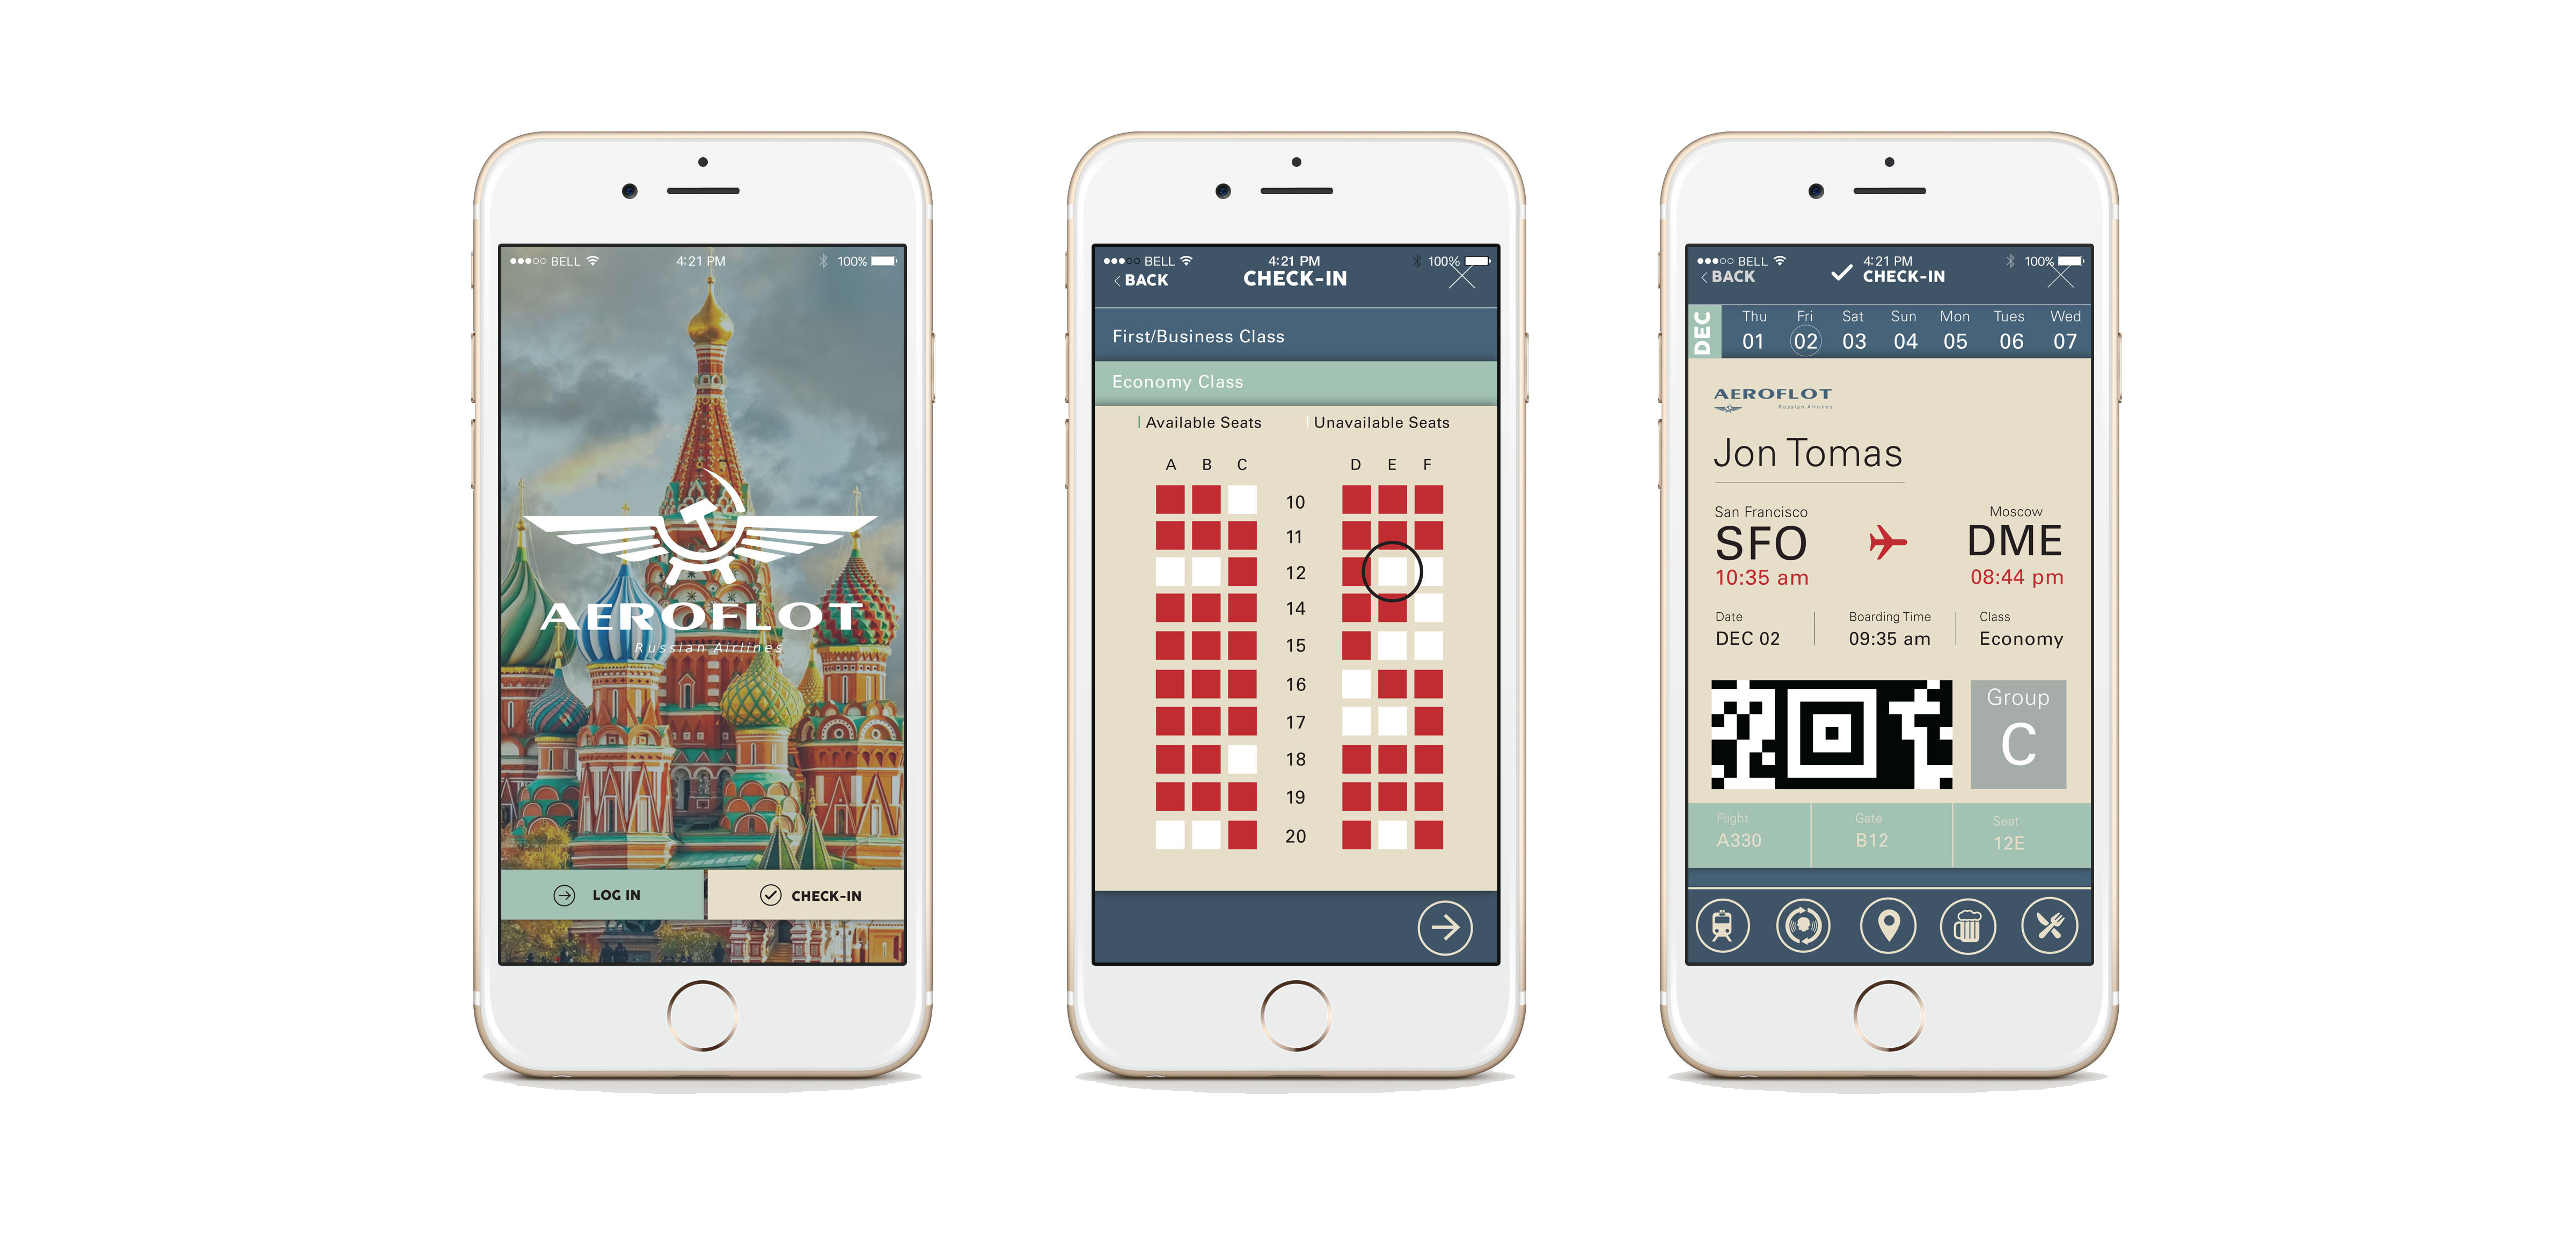 BELL 4:21 PM 100%
AEROFLOT
Russian Airlines
LOG IN CHECK-IN
BELL 4:21 PM 100%
BACK CHECK-IN
First/Business Class
Economy Class
Available Seats Unavailable Seats
A B C D E F
10
11
12
14
15
16
17
18
19
20
BELL 4:21 PM 100%
BACK CHECK-IN
DEC
Thu Fri Sat Sun Mon Tues Wed
01 02 03 04 05 06 07
AEROFLOT
Russian Airlines
Jon Tomas
San Francisco Moscow
SFO DME
10:35 am 08:44 pm
Date Boarding Time Class
DEC 02 09:35 am Economy
Group
C
Flight Gate Seat
A330 B12 12E